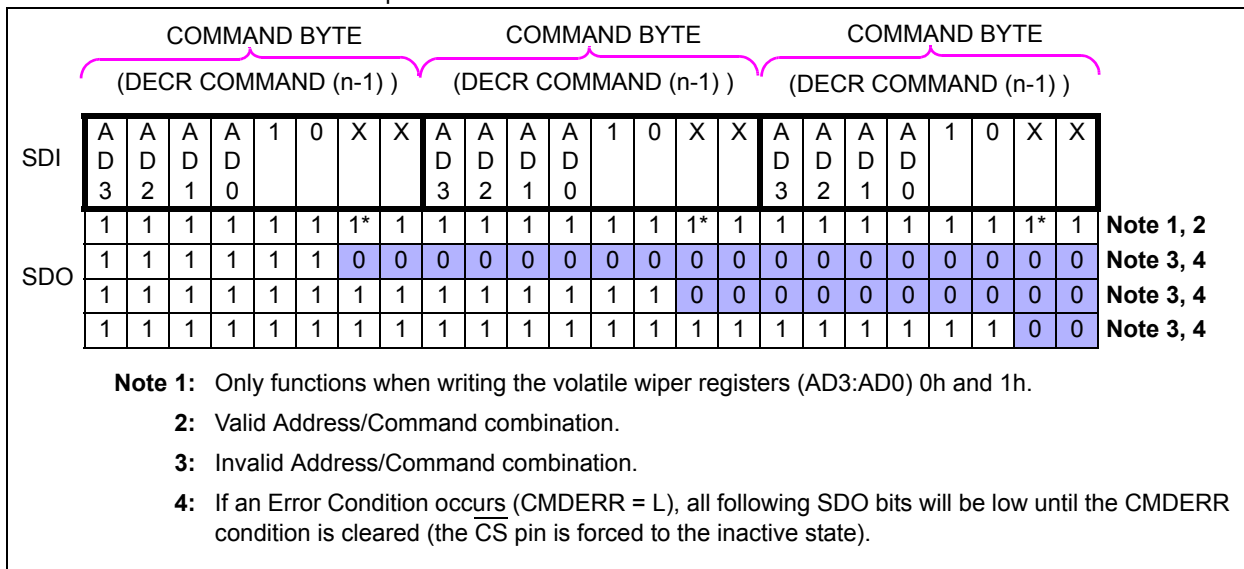 COMMAND BYTE COMMAND BYTE COMMAND BYTE
(DECR COMMAND (n-1) ) (DECR COMMAND (n-1) ) (DECR COMMAND (n-1) )
A A A A 1 0 X X A A A A 1 0 X X A A A A 1 0 X X
SDI D D D D D D D D D D D D
3 2 1 0 3 2 1 0 3 2 1 0
1 1 1 1 1 1 1* 1 1 1 1 1 1 1 1* 1 1 1 1 1 1 1 1* 1 Note 1, 2
SDO 1 1 1 1 1 1 0 0 0 0 0 0 0 0 0 0 0 0 0 0 0 0 0 0 Note 3, 4
1 1 1 1 1 1 1 1 1 1 1 1 1 1 0 0 0 0 0 0 0 0 0 0 Note 3, 4
1 1 1 1 1 1 1 1 1 1 1 1 1 1 1 1 1 1 1 1 1 1 0 0 Note 3, 4
Note 1: Only functions when writing the volatile wiper registers (AD3:AD0) 0h and 1h.
2: Valid Address/Command combination.
3: Invalid Address/Command combination.
4: If an Error Condition occurs (CMDERR = L), all following SDO bits will be low until the CMDERR
condition is cleared (the CS pin is forced to the inactive state).